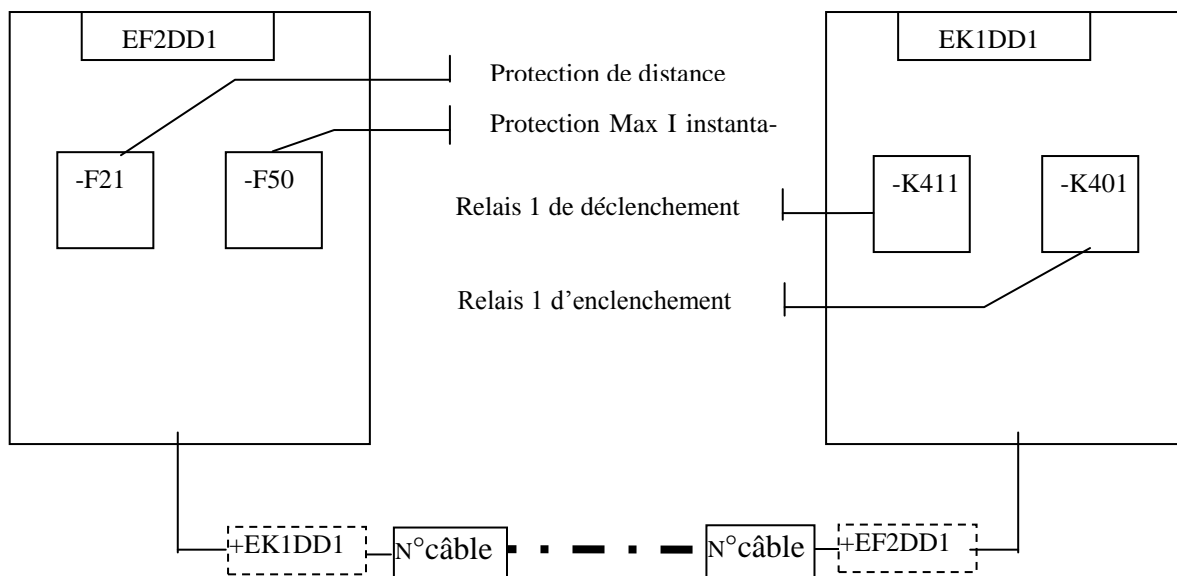 EF2DD1
EK1DD1
Protection de distance
Protection Max I instanta-
-F21
-F50
-K411
-K401
Relais 1 de déclenchement
Relais 1 d’enclenchement
+EK1DD1
N°câble
N°câble
+EF2DD1